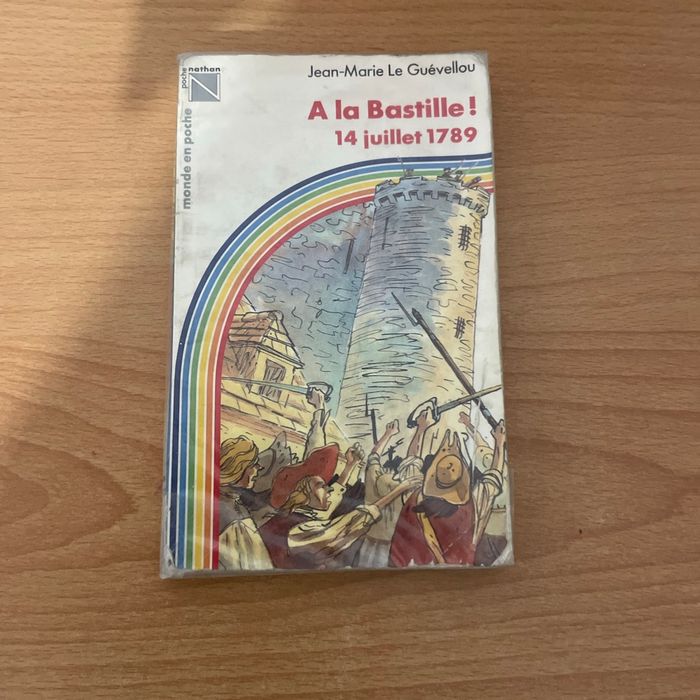 Jean-Marie Le Guévellou
A la Bastille!
14 juillet 1789
poche nathan
monde en poche